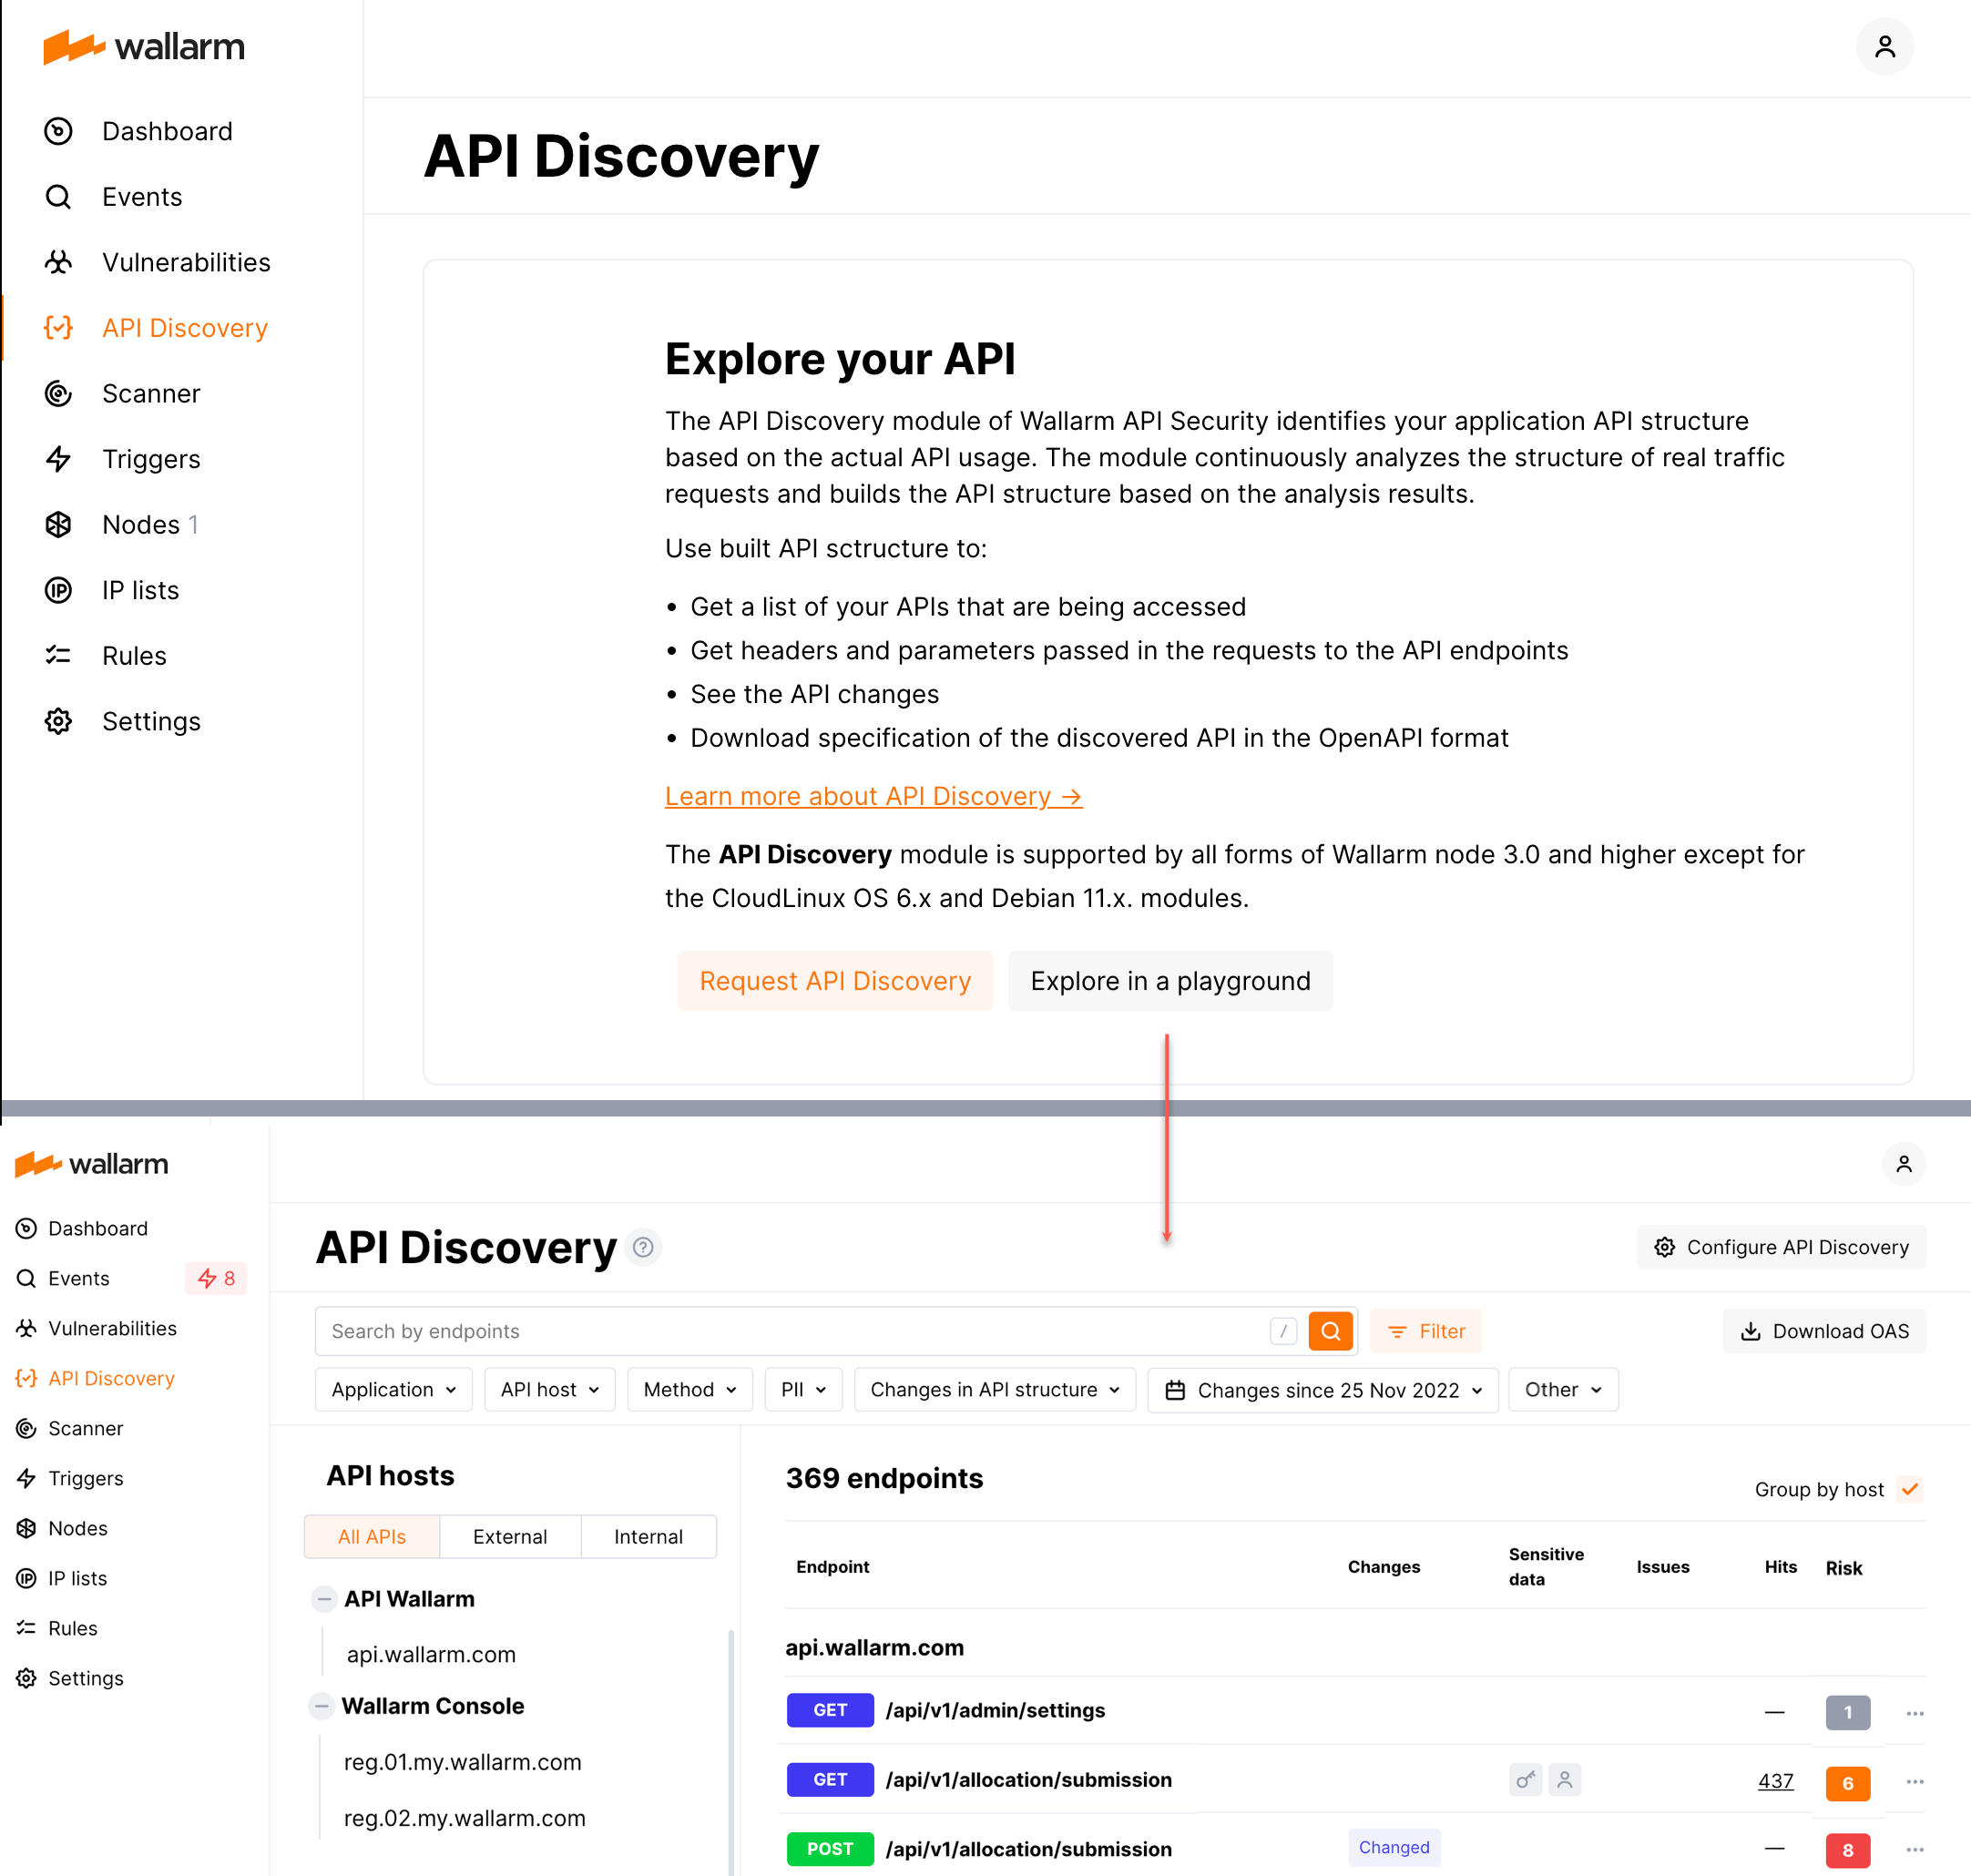 wallarm
Dashboard
Events
Vulnerabilities
API Discovery
Scanner
Triggers
Nodes 1
IP lists
Rules
Settings
API Discovery
Explore your API
The API Discovery module of Wallarm API Security identifies your application API structure
based on the actual API usage. The module continuously analyzes the structure of real traffic
requests and builds the API structure based on the analysis results.
Use built API sctructure to:
• Get a list of your APIs that are being accessed
• Get headers and parameters passed in the requests to the API endpoints
• See the API changes
• Download specification of the discovered API in the OpenAPI format
Learn more about API Discovery →
The API Discovery module is supported by all forms of Wallarm node 3.0 and higher except for
the CloudLinux OS 6.x and Debian 11.x. modules.
Request API Discovery Explore in a playground
wallarm
Dashboard
Events 8
Vulnerabilities
API Discovery
Scanner
Triggers
Nodes
IP lists
Rules
Settings
API Discovery ? Configure API Discovery
Search by endpoints / Filter Download OAS
Application API host Method PII Changes in API structure Changes since 25 Nov 2022 Other
API hosts
All APIs External Internal
API Wallarm
api.wallarm.com
Wallarm Console
reg.01.my.wallarm.com
reg.02.my.wallarm.com
369 endpoints
Group by host
Endpoint Changes Sensitive data Issues Hits Risk
api.wallarm.com
GET /api/v1/admin/settings — 1 ...
GET /api/v1/allocation/submission 437 6 ...
POST /api/v1/allocation/submission Changed — 8 ...